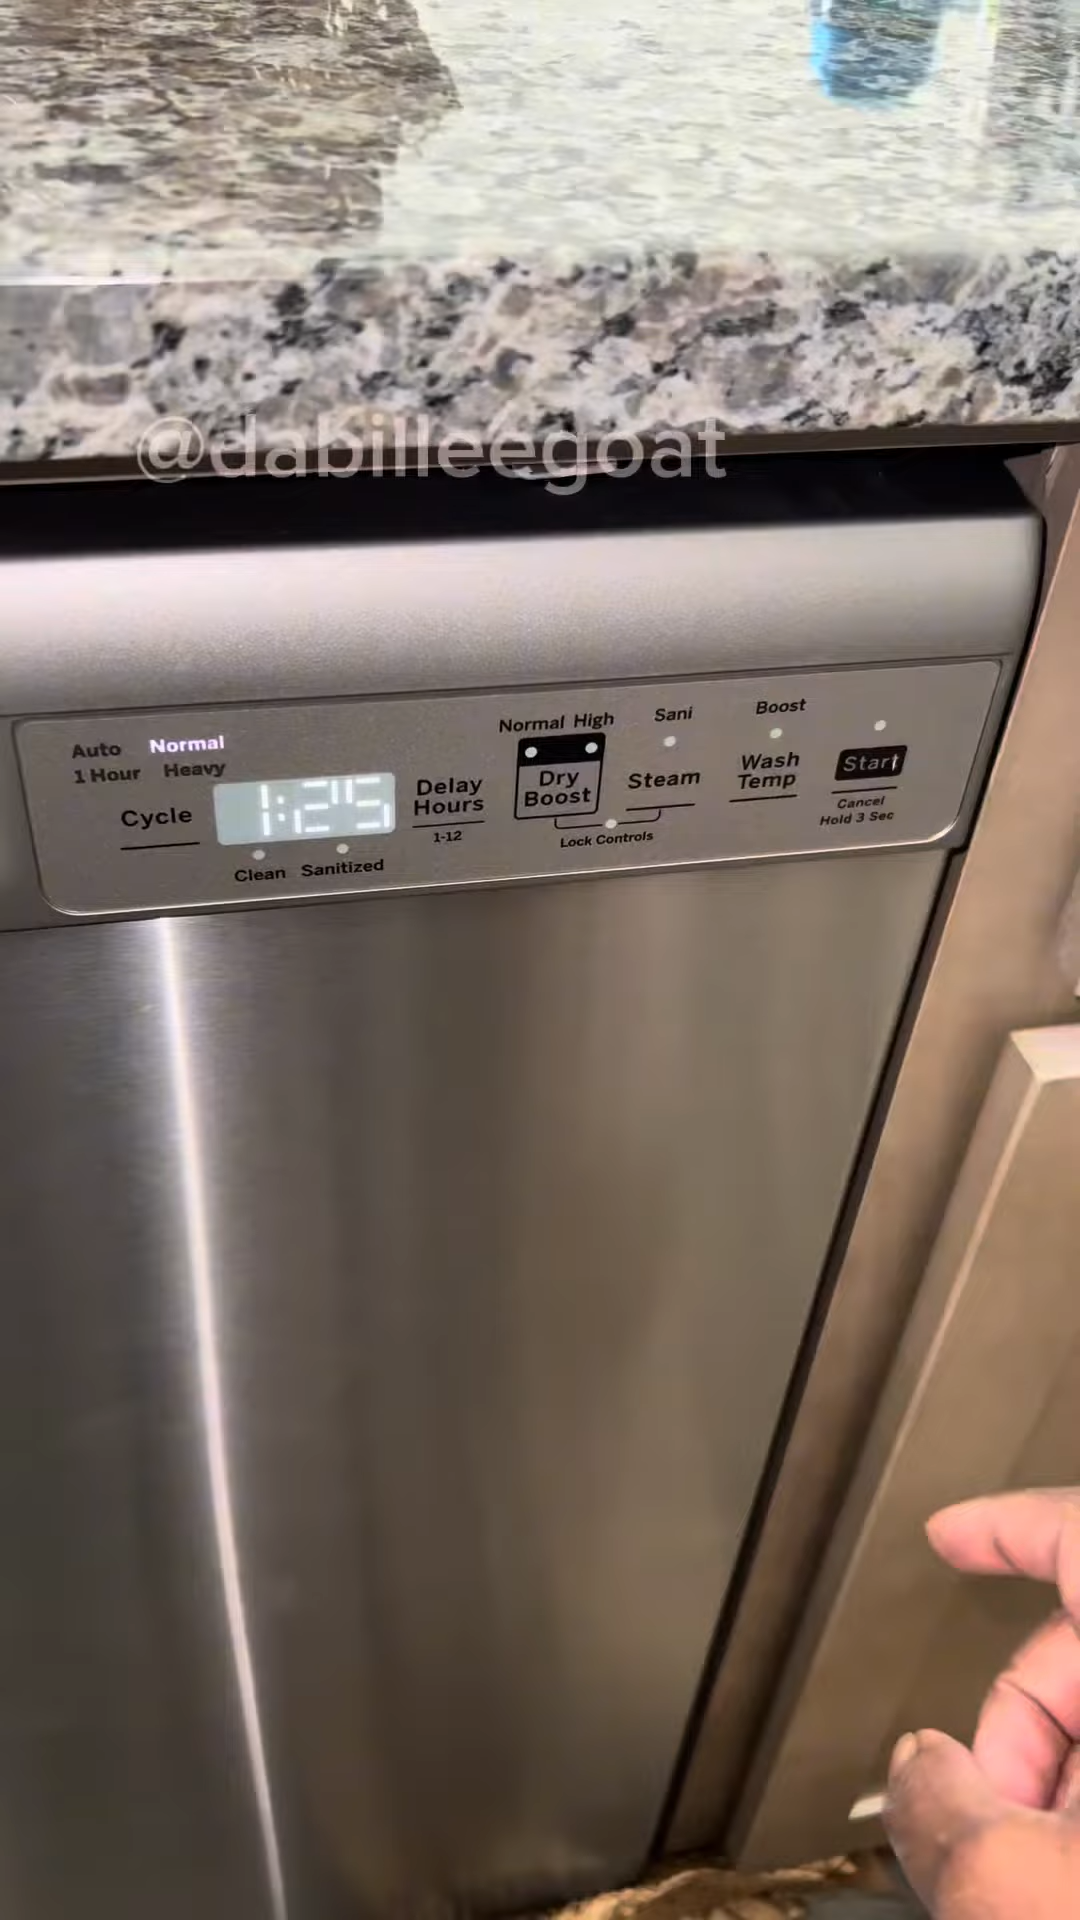 @dabilleegoat
Auto Normal
1 Hour Heavy
Cycle
1:25
Clean Sanitized
Delay
Hours
1-12
Normal High
Dry
Boost
Sani
Steam
Lock Controls
Boost
Wash
Temp
Start
Cancel
Hold 3 Sec